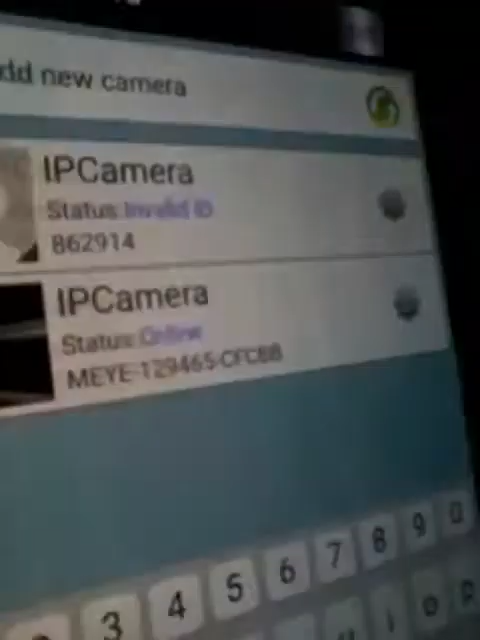 dd new camera
IPCamera
Status:Invalid ID
862914
IPCamera
Status:Online
MEYE-129465-CFCBB
3 4 5 6 7 8 9 0
i o p